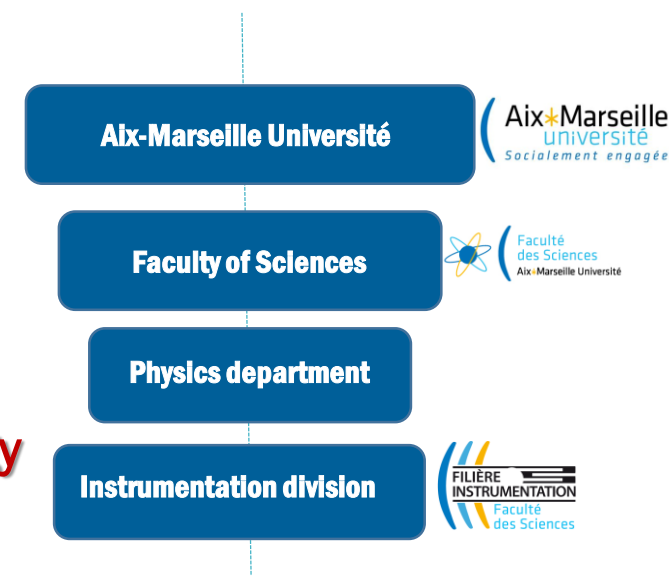 Aix-Marseille Université
Aix*Marseille
université
Socialement engagée
Faculty of Sciences
Faculté
des Sciences
Aix*Marseille Université
Physics department
y
Instrumentation division
FILIÈRE
INSTRUMENTATION
Faculté
des Sciences